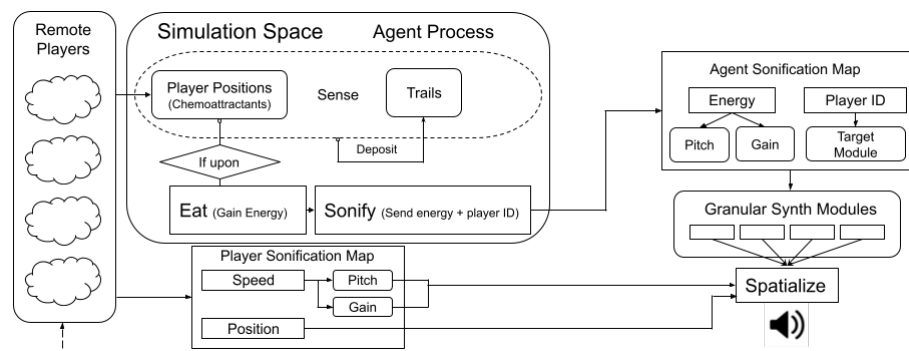 Remote
Players
Simulation Space
Agent Process
Player Positions
(Chemoattractants)
Sense
Trails
Deposit
If upon
Eat (Gain Energy)
Sonify (Send energy + player ID)
Agent Sonification Map
Energy
Player ID
Pitch
Gain
Target
Module
Granular Synth Modules
Player Sonification Map
Speed
Pitch
Gain
Position
Spatialize